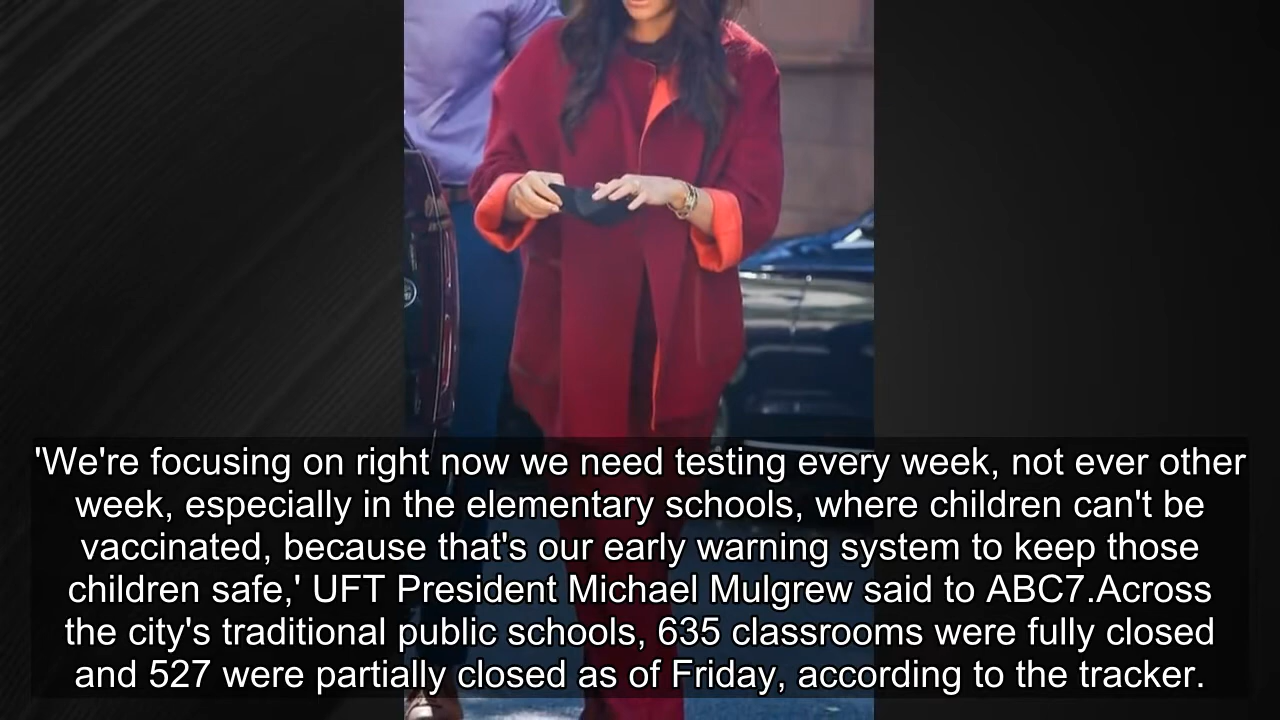 'We're focusing on right now we need testing every week, not ever other
week, especially in the elementary schools, where children can't be
vaccinated, because that's our early warning system to keep those
children safe,' UFT President Michael Mulgrew said to ABC7.Across
the city's traditional public schools, 635 classrooms were fully closed
and 527 were partially closed as of Friday, according to the tracker.